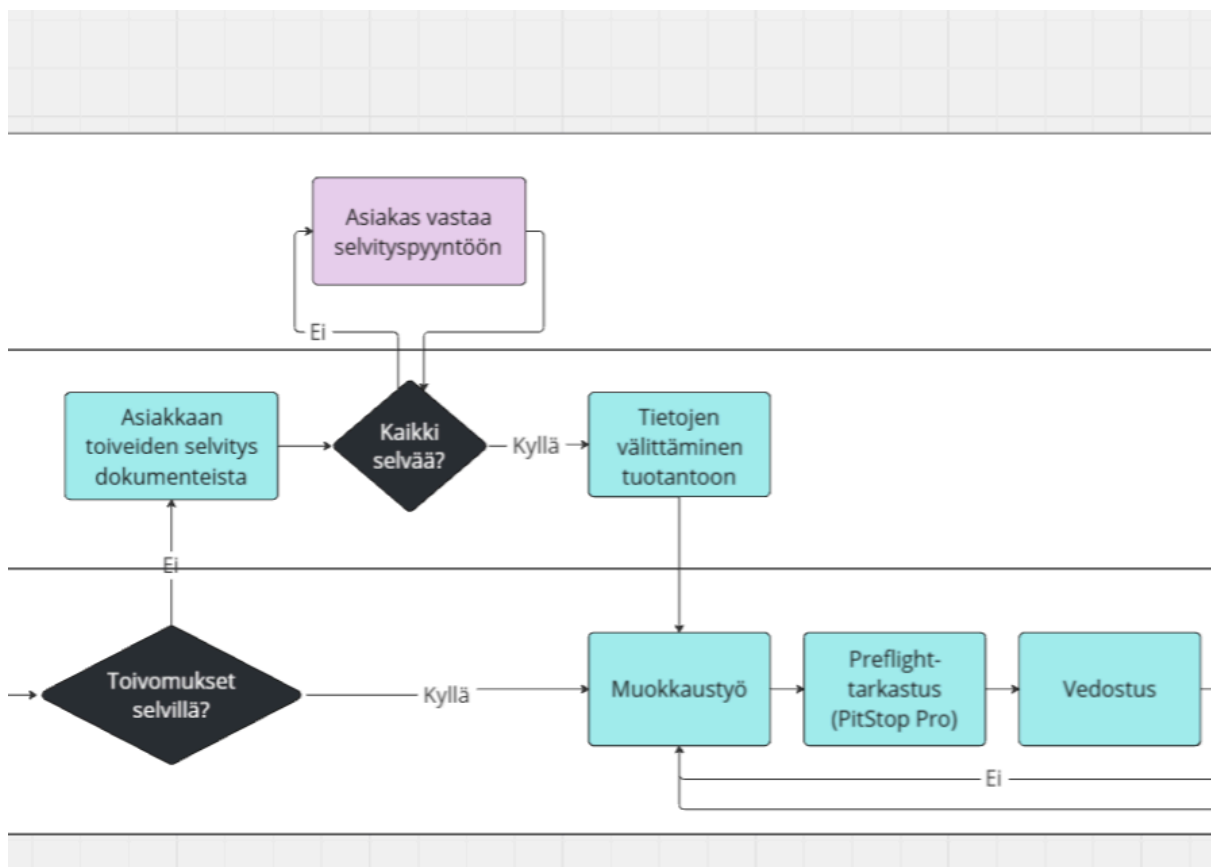 Asiakas vastaa
selvityspyyntöön
Ei
Asiakkaan
toiveiden selvitys
dokumenteista
Kaikki
selvää?
Kyllä
Tietojen
välittäminen
tuotantoon
Ei
Toivomukset
selvillä?
Kyllä
Muokkaustyö
Preflight-
tarkastus
(PitStop Pro)
Vedostus
Ei